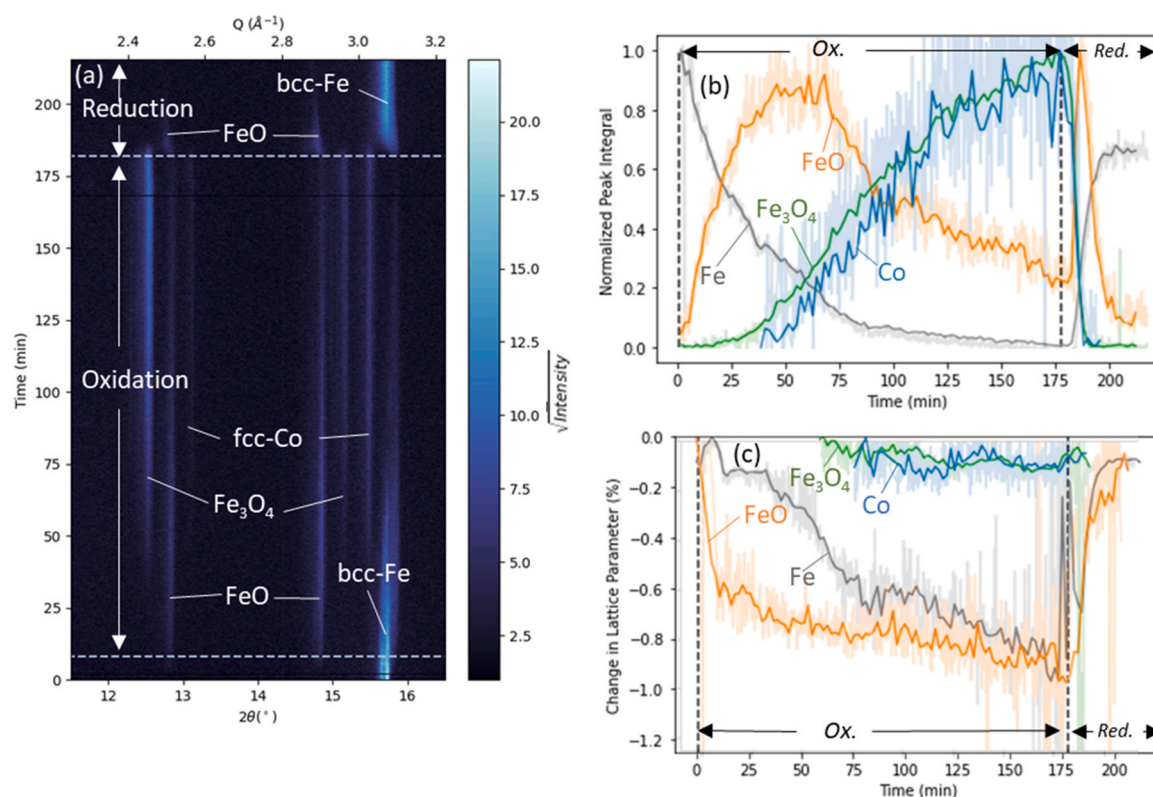 Q (Å⁻¹)
2.4 2.6 2.8 3.0 3.2
(a)
bcc-Fe
Reduction
FeO
Oxidation
fcc-Co
Fe₃O₄
bcc-Fe
FeO
200
175
150
125
100
75
50
25
0
Time (min)
12 13 14 15 16
2θ(°)
20.0
17.5
15.0
12.5
10.0
7.5
5.0
2.5
√Intensity
(b)
Ox. Red.
FeO
Fe₃O₄
Fe
Co
1.0
0.8
0.6
0.4
0.2
0.0
Normalized Peak Integral
0 25 50 75 100 125 150 175 200
Time (min)
(c)
Fe₃O₄
Co
FeO
Fe
Ox. Red.
0.0
−0.2
−0.4
−0.6
−0.8
−1.0
−1.2
Change in Lattice Parameter (%)
0 25 50 75 100 125 150 175 200
Time (min)